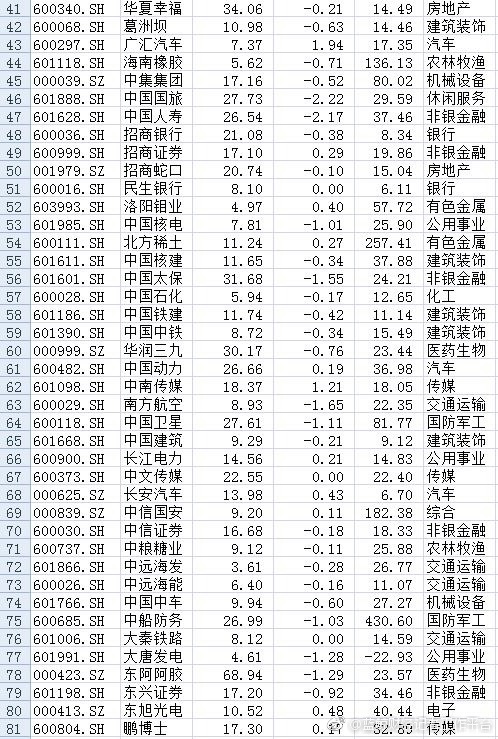 41 600340.SH 华夏幸福 34.06 -0.21 14.49 房地产
42 600068.SH 葛洲坝 10.98 -0.63 14.46 建筑装饰
43 600297.SH 广汇汽车 7.37 1.94 17.35 汽车
44 601118.SH 海南橡胶 5.62 -0.71 136.13 农林牧渔
45 000039.SZ 中集集团 17.16 -0.52 80.02 机械设备
46 601888.SH 中国国旅 27.73 -2.22 29.59 休闲服务
47 601628.SH 中国人寿 26.54 -2.17 37.46 非银金融
48 600036.SH 招商银行 21.08 -0.38 8.34 银行
49 600999.SH 招商证券 17.10 0.29 19.86 非银金融
50 001979.SZ 招商蛇口 20.74 -0.10 15.04 房地产
51 600016.SH 民生银行 8.10 0.00 6.11 银行
52 603993.SH 洛阳钼业 4.97 0.40 57.72 有色金属
53 601985.SH 中国核电 7.81 -1.01 25.90 公用事业
54 600111.SH 北方稀土 11.24 0.27 257.41 有色金属
55 601611.SH 中国核建 11.65 -0.34 37.88 建筑装饰
56 601601.SH 中国太保 31.68 -1.55 24.21 非银金融
57 600028.SH 中国石化 5.94 -0.17 12.65 化工
58 601186.SH 中国铁建 11.74 -0.42 11.14 建筑装饰
59 601390.SH 中国中铁 8.72 -0.34 15.49 建筑装饰
60 000999.SZ 华润三九 30.17 -0.76 23.44 医药生物
61 600482.SH 中国动力 26.66 0.19 36.98 汽车
62 601098.SH 中南传媒 18.37 1.21 18.05 传媒
63 600029.SH 南方航空 8.93 -1.65 22.35 交通运输
64 600118.SH 中国卫星 27.61 -1.11 81.77 国防军工
65 601668.SH 中国建筑 9.29 -0.21 9.12 建筑装饰
66 600900.SH 长江电力 14.56 0.21 14.83 公用事业
67 600373.SH 中文传媒 22.55 0.00 22.40 传媒
68 000625.SZ 长安汽车 13.98 0.43 6.70 汽车
69 000839.SZ 中信国安 9.20 0.11 182.38 综合
70 600030.SH 中信证券 16.68 -0.18 18.33 非银金融
71 600737.SH 中粮糖业 9.12 -0.11 25.88 农林牧渔
72 601866.SH 中远海发 3.61 -0.28 26.77 交通运输
73 600026.SH 中远海能 6.40 -0.16 11.07 交通运输
74 601766.SH 中国中车 9.94 -0.60 27.27 机械设备
75 600685.SH 中船防务 26.99 -1.03 430.60 国防军工
76 601006.SH 大秦铁路 8.12 0.00 14.59 交通运输
77 601991.SH 大唐发电 4.61 -1.28 -22.93 公用事业
78 000423.SZ 东阿阿胶 68.94 -1.29 23.57 医药生物
79 601198.SH 东兴证券 17.20 -0.92 34.46 非银金融
80 000413.SZ 东旭光电 10.52 0.48 40.44 电子
81 600804.SH 鹏博士 17.30 传媒